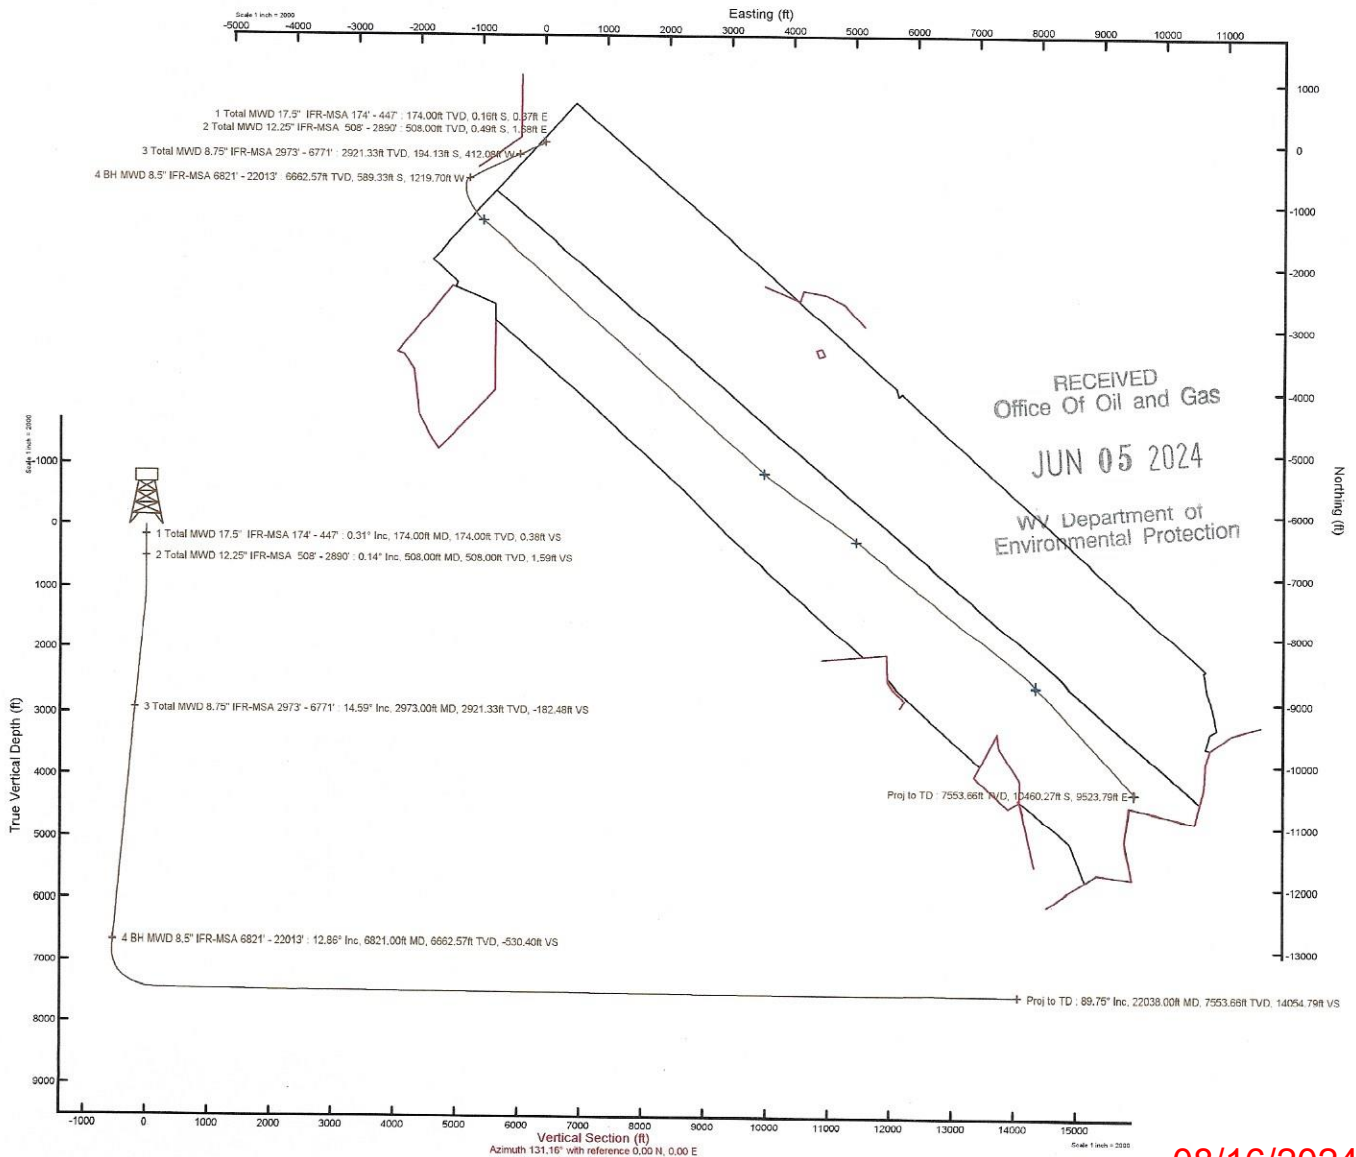 Scale 1 inch = 2000
Easting (ft)
-5000 -4000 -3000 -2000 -1000 0 1000 2000 3000 4000 5000 6000 7000 8000 9000 10000 11000
1 Total MWD 17.5" IFR-MSA 174' - 447' : 174.00ft TVD, 0.16ft S, 0.37ft E
2 Total MWD 12.25" IFR-MSA 508' - 2890' : 508.00ft TVD, 0.49ft S, 1.68ft E
3 Total MWD 8.75" IFR-MSA 2973' - 6771' : 2921.33ft TVD, 194.13ft S, 412.08ft W
4 BH MWD 8.5" IFR-MSA 6821' - 22013' : 6662.57ft TVD, 589.33ft S, 1219.70ft W
1000
0
-1000
-2000
-3000
-4000
-5000
-6000
-7000
-8000
-9000
-10000
-11000
-12000
-13000
Northing (ft)
RECEIVED
Office Of Oil and Gas
JUN 05 2024
WV Department of
Environmental Protection
Proj to TD : 7553.66ft TVD, 10460.27ft S, 9523.79ft E
Scale 1 inch = 2000
-1000
0
1000
2000
3000
4000
5000
6000
7000
8000
9000
True Vertical Depth (ft)
1 Total MWD 17.5" IFR-MSA 174' - 447' : 0.31° Inc, 174.00ft MD, 174.00ft TVD, 0.38ft VS
2 Total MWD 12.25" IFR-MSA 508' - 2890' : 0.14° Inc, 508.00ft MD, 508.00ft TVD, 1.59ft VS
3 Total MWD 8.75" IFR-MSA 2973' - 6771' : 14.59° Inc, 2973.00ft MD, 2921.33ft TVD, -182.48ft VS
4 BH MWD 8.5" IFR-MSA 6821' - 22013' : 12.86° Inc, 6821.00ft MD, 6662.57ft TVD, -530.40ft VS
Proj to TD : 89.75° Inc, 22038.00ft MD, 7553.66ft TVD, 14054.79ft VS
-1000 0 1000 2000 3000 4000 5000 6000 7000 8000 9000 10000 11000 12000 13000 14000 15000
Vertical Section (ft)
Azimuth 131.16° with reference 0.00 N, 0.00 E
Scale 1 inch = 2000
08/16/2024